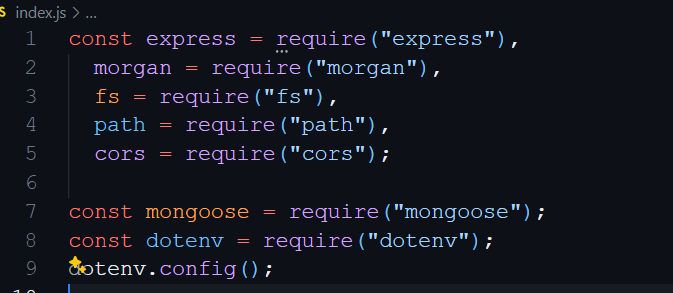 index.js > ...
1 const express = require("express"),
2 morgan = require("morgan"),
3 fs = require("fs"),
4 path = require("path"),
5 cors = require("cors");
6
7 const mongoose = require("mongoose");
8 const dotenv = require("dotenv");
9 dotenv.config();
10